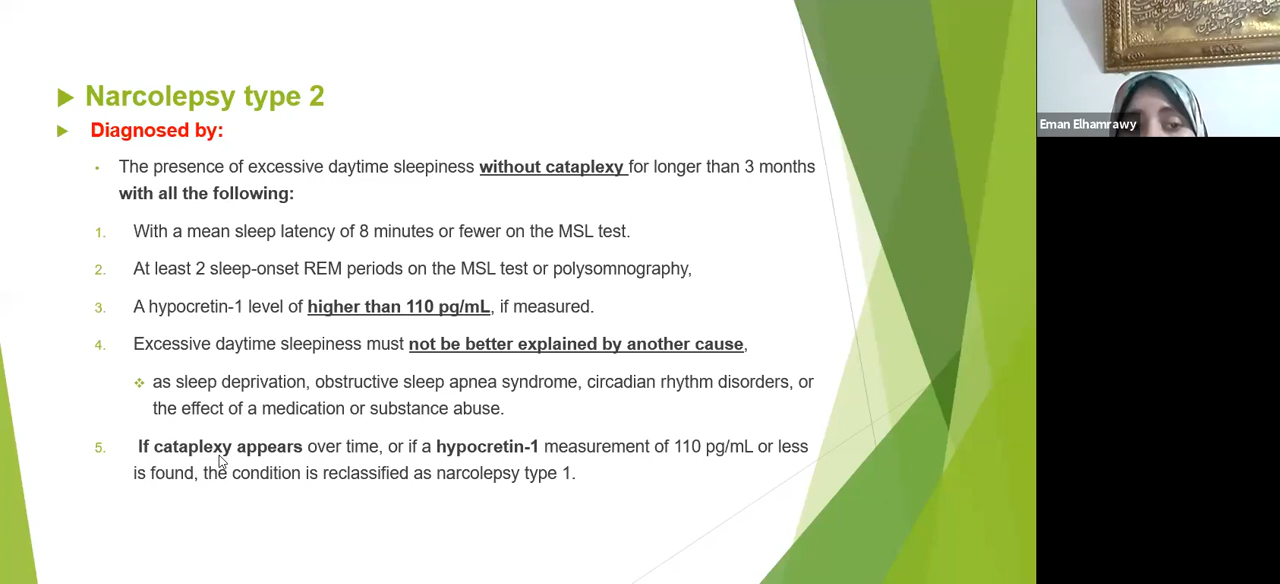 Narcolepsy type 2
Diagnosed by:
The presence of excessive daytime sleepiness without cataplexy for longer than 3 months
with all the following:
1. With a mean sleep latency of 8 minutes or fewer on the MSL test.
2. At least 2 sleep-onset REM periods on the MSL test or polysomnography,
3. A hypocretin-1 level of higher than 110 pg/mL, if measured.
4. Excessive daytime sleepiness must not be better explained by another cause,
as sleep deprivation, obstructive sleep apnea syndrome, circadian rhythm disorders, or
the effect of a medication or substance abuse.
5. If cataplexy appears over time, or if a hypocretin-1 measurement of 110 pg/mL or less
is found, the condition is reclassified as narcolepsy type 1.
Eman Elhamrawy